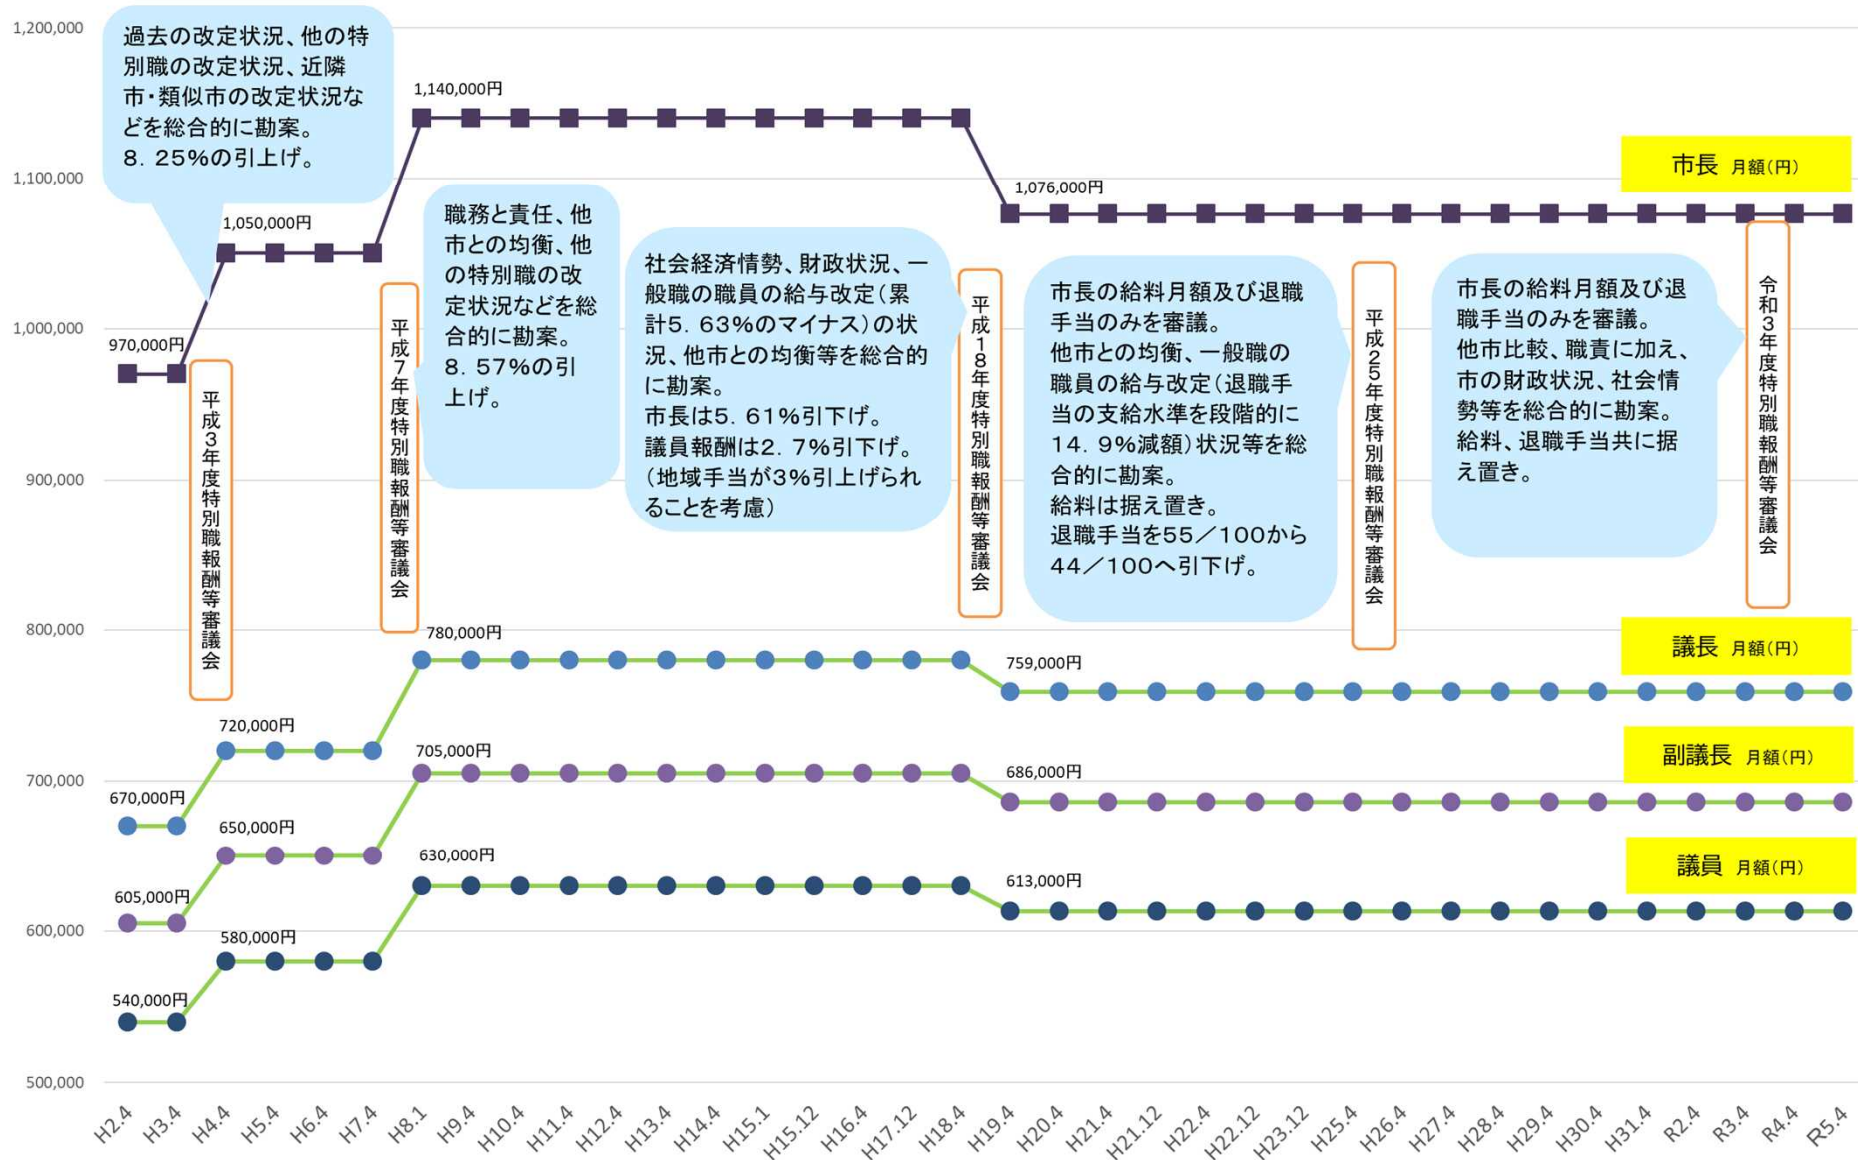 1,200,000
1,100,000
1,000,000
900,000
800,000
700,000
600,000
500,000
過去の改定状況、他の特
別職の改定状況、近隣
市・類似市の改定状況な
どを総合的に勘案。
8.25%の引上げ。
職務と責任、他
市との均衡、他
の特別職の改
定状況などを総
合的に勘案。
8.57%の引
上げ。
社会経済情勢、財政状況、一
般職の職員の給与改定(累
計5.63%のマイナス)の状
況、他市との均衡等を総合的
に勘案。
市長は5.61%引下げ。
議員報酬は2.7%引下げ。
(地域手当が3%引上げられ
ることを考慮)
市長の給料月額及び退職
手当のみを審議。
他市との均衡、一般職の
職員の給与改定(退職手
当の支給水準を段階的に
14.9%減額)状況等を総
合的に勘案。
給料は据え置き。
退職手当を55/100から
44/100へ引下げ。
市長の給料月額及び退
職手当のみを審議。
他市比較、職責に加え、
市の財政状況、社会情
勢等を総合的に勘案。
給料、退職手当共に据
え置き。
平成3年度特別職報酬等審議会
平成7年度特別職報酬等審議会
平成18年度特別職報酬等審議会
平成25年度特別職報酬等審議会
令和3年度特別職報酬等審議会
市長 月額(円)
970,000円
1,050,000円
1,140,000円
1,076,000円
議長 月額(円)
670,000円
720,000円
780,000円
759,000円
副議長 月額(円)
605,000円
650,000円
705,000円
686,000円
議員 月額(円)
540,000円
580,000円
630,000円
613,000円
H2.4
H3.4
H4.4
H5.4
H6.4
H7.4
H8.1
H9.4
H10.4
H11.4
H12.4
H13.4
H14.4
H15.1
H15.12
H16.4
H17.12
H18.4
H19.4
H20.4
H21.4
H21.12
H22.4
H22.12
H23.12
H25.4
H26.4
H27.4
H28.4
H29.4
H30.4
H31.4
R2.4
R3.4
R4.4
R5.4